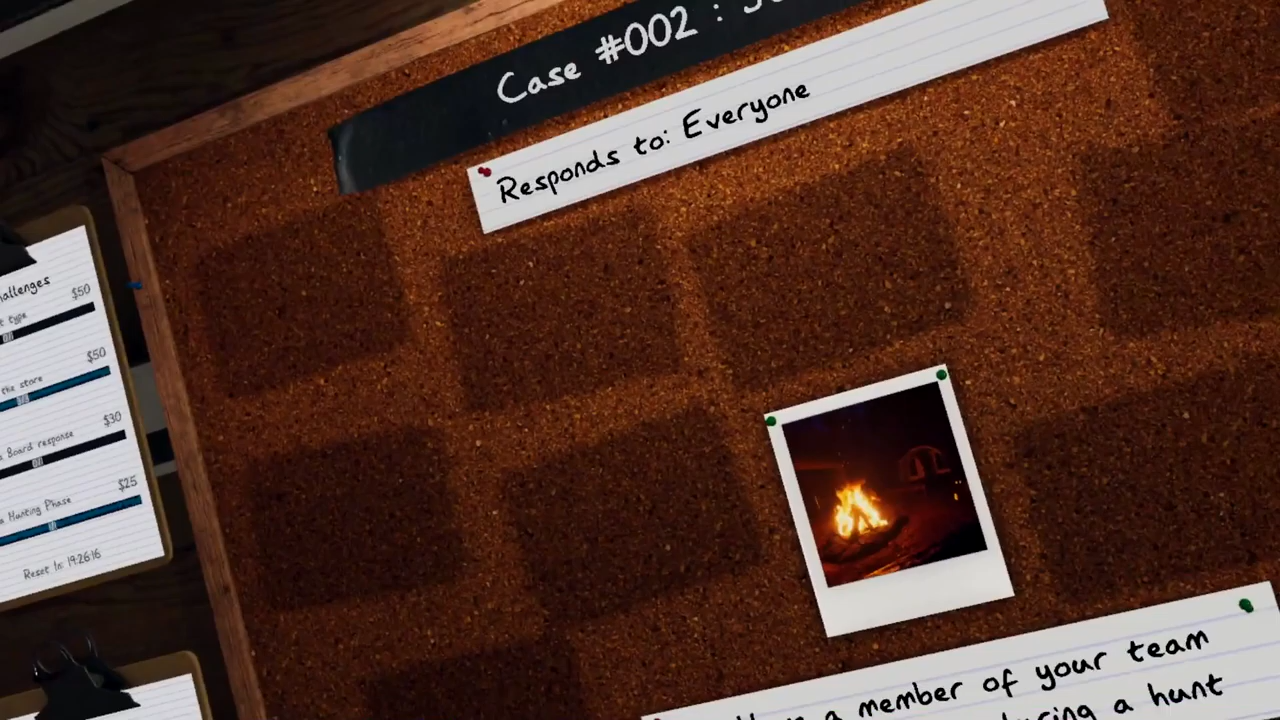 Case #002 :
Responds to: Everyone
$50
type
$50
the store
$30
Board response
$25
Hunting Phase
Reset In: 19:26:16
a member of your team
during a hunt